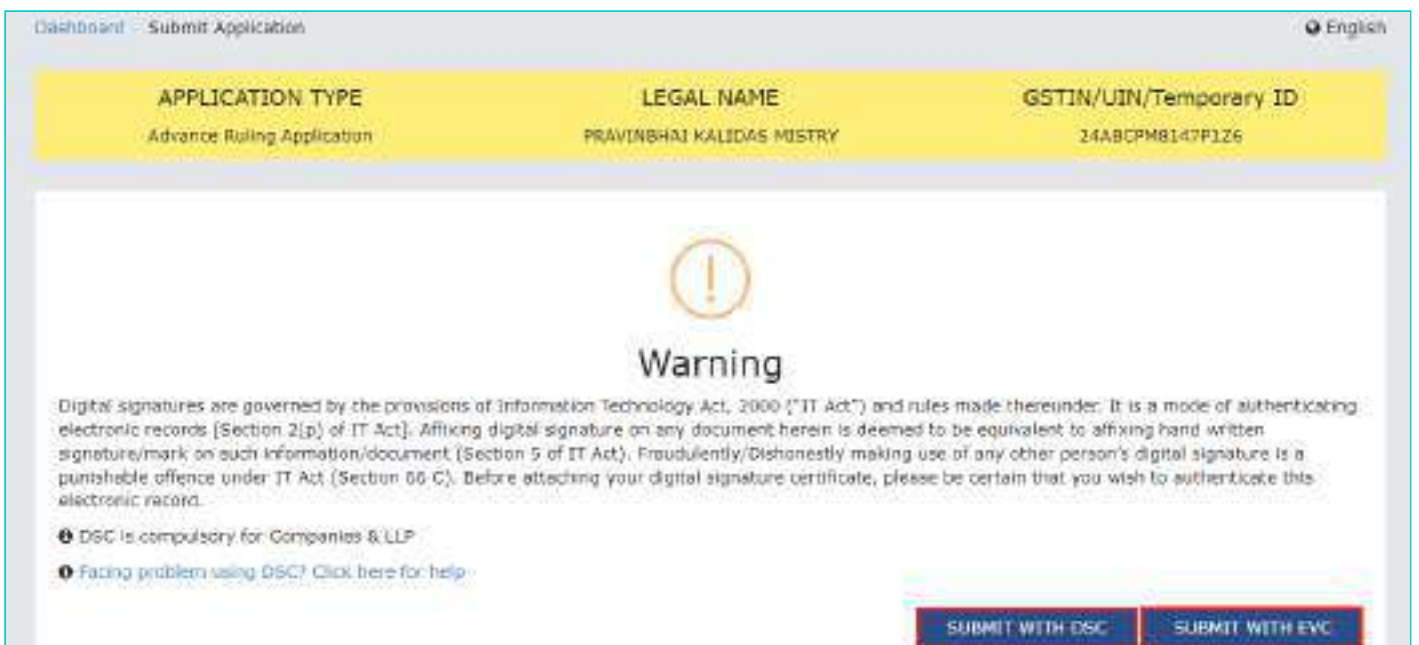 Dashboard Submit Application
English
APPLICATION TYPE LEGAL NAME GSTIN/UIN/Temporary ID
Advance Ruling Application PRAVINBHAI KALIDAS MISTRY 24ABCPM8147P1Z6
Warning
Digital signatures are governed by the provisions of Information Technology Act, 2000 ("IT Act") and rules made thereunder. It is a mode of authenticating
electronic records [Section 2(p) of IT Act]. Affixing digital signature on any document herein is deemed to be equivalent to affixing hand written
signature/mark on such information/document (Section 5 of IT Act). Fraudulently/Dishonestly making use of any other person's digital signature is a
punishable offence under IT Act (Section 66 C). Before attaching your digital signature certificate, please be certain that you wish to authenticate this
electronic record.
DSC is compulsory for Companies & LLP
Facing problem using DSC? Click here for help
SUBMIT WITH DSC SUBMIT WITH EVC